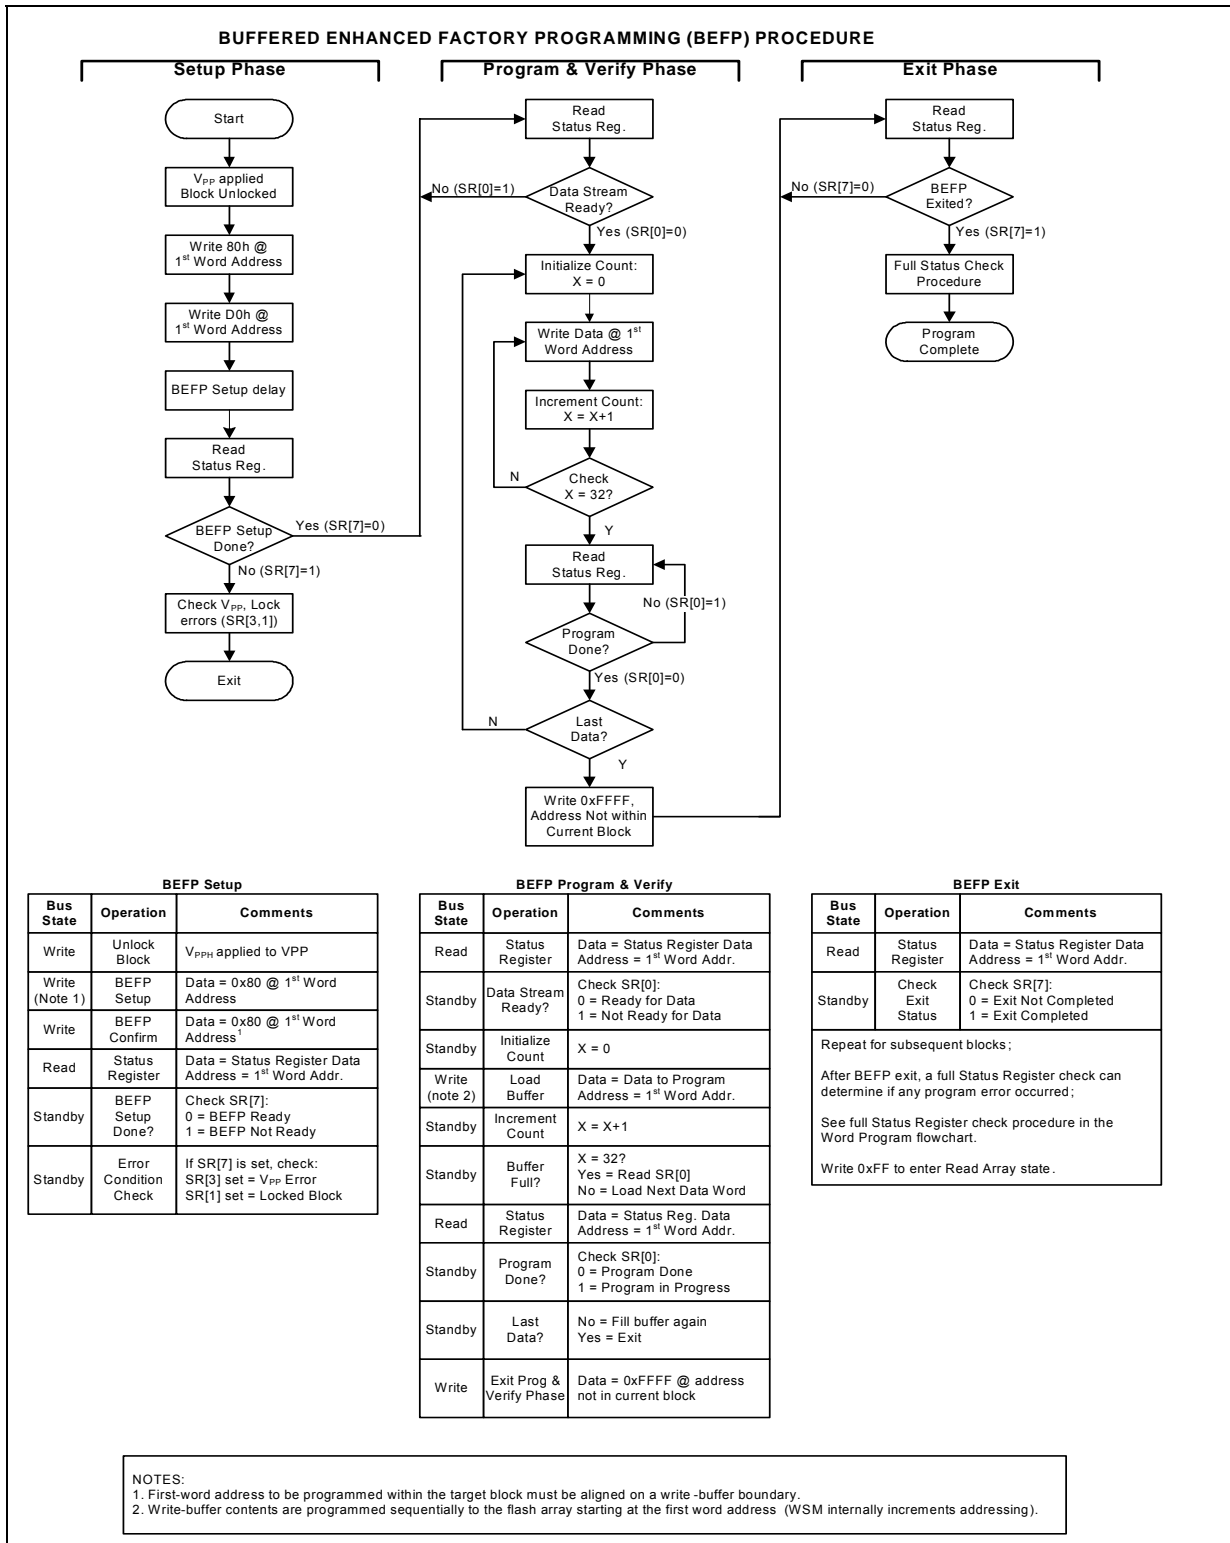 BUFFERED ENHANCED FACTORY PROGRAMMING (BEFP) PROCEDURE
Setup Phase
Start
VPP applied
Block Unlocked
Write 80h @
1st Word Address
Write D0h @
1st Word Address
BEFP Setup delay
Read
Status Reg.
BEFP Setup
Done?
Yes (SR[7]=0)
No (SR[7]=1)
Check VPP, Lock
errors (SR[3,1])
Exit
Program & Verify Phase
Read
Status Reg.
No (SR[0]=1)
Data Stream
Ready?
Yes (SR[0]=0)
Initialize Count:
X = 0
Write Data @ 1st
Word Address
Increment Count:
X = X+1
N
Check
X = 32?
Y
Read
Status Reg.
No (SR[0]=1)
Program
Done?
Yes (SR[0]=0)
N
Last
Data?
Y
Write 0xFFFF,
Address Not within
Current Block
Exit Phase
Read
Status Reg.
No (SR[7]=0)
BEFP
Exited?
Yes (SR[7]=1)
Full Status Check
Procedure
Program
Complete
BEFP Setup
Bus
State
Operation
Comments
Write
Unlock
Block
VPPH applied to VPP
Write
(Note 1)
BEFP
Setup
Data = 0x80 @ 1st Word
Address
Write
BEFP
Confirm
Data = 0x80 @ 1st Word
Address1
Read
Status
Register
Data = Status Register Data
Address = 1st Word Addr.
Standby
BEFP
Setup
Done?
Check SR[7]:
0 = BEFP Ready
1 = BEFP Not Ready
Standby
Error
Condition
Check
If SR[7] is set, check:
SR[3] set = VPP Error
SR[1] set = Locked Block
BEFP Program & Verify
Bus
State
Operation
Comments
Read
Status
Register
Data = Status Register Data
Address = 1st Word Addr.
Standby
Data Stream
Ready?
Check SR[0]:
0 = Ready for Data
1 = Not Ready for Data
Standby
Initialize
Count
X = 0
Write
(note 2)
Load
Buffer
Data = Data to Program
Address = 1st Word Addr.
Standby
Increment
Count
X = X+1
Standby
Buffer
Full?
X = 32?
Yes = Read SR[0]
No = Load Next Data Word
Read
Status
Register
Data = Status Reg. Data
Address = 1st Word Addr.
Standby
Program
Done?
Check SR[0]:
0 = Program Done
1 = Program in Progress
Standby
Last
Data?
No = Fill buffer again
Yes = Exit
Write
Exit Prog &
Verify Phase
Data = 0xFFFF @ address
not in current block
BEFP Exit
Bus
State
Operation
Comments
Read
Status
Register
Data = Status Register Data
Address = 1st Word Addr.
Standby
Check
Exit
Status
Check SR[7]:
0 = Exit Not Completed
1 = Exit Completed
Repeat for subsequent blocks;
After BEFP exit, a full Status Register check can
determine if any program error occurred;
See full Status Register check procedure in the
Word Program flowchart.
Write 0xFF to enter Read Array state.
NOTES:
1. First-word address to be programmed within the target block must be aligned on a write -buffer boundary.
2. Write-buffer contents are programmed sequentially to the flash array starting at the first word address (WSM internally increments addressing).